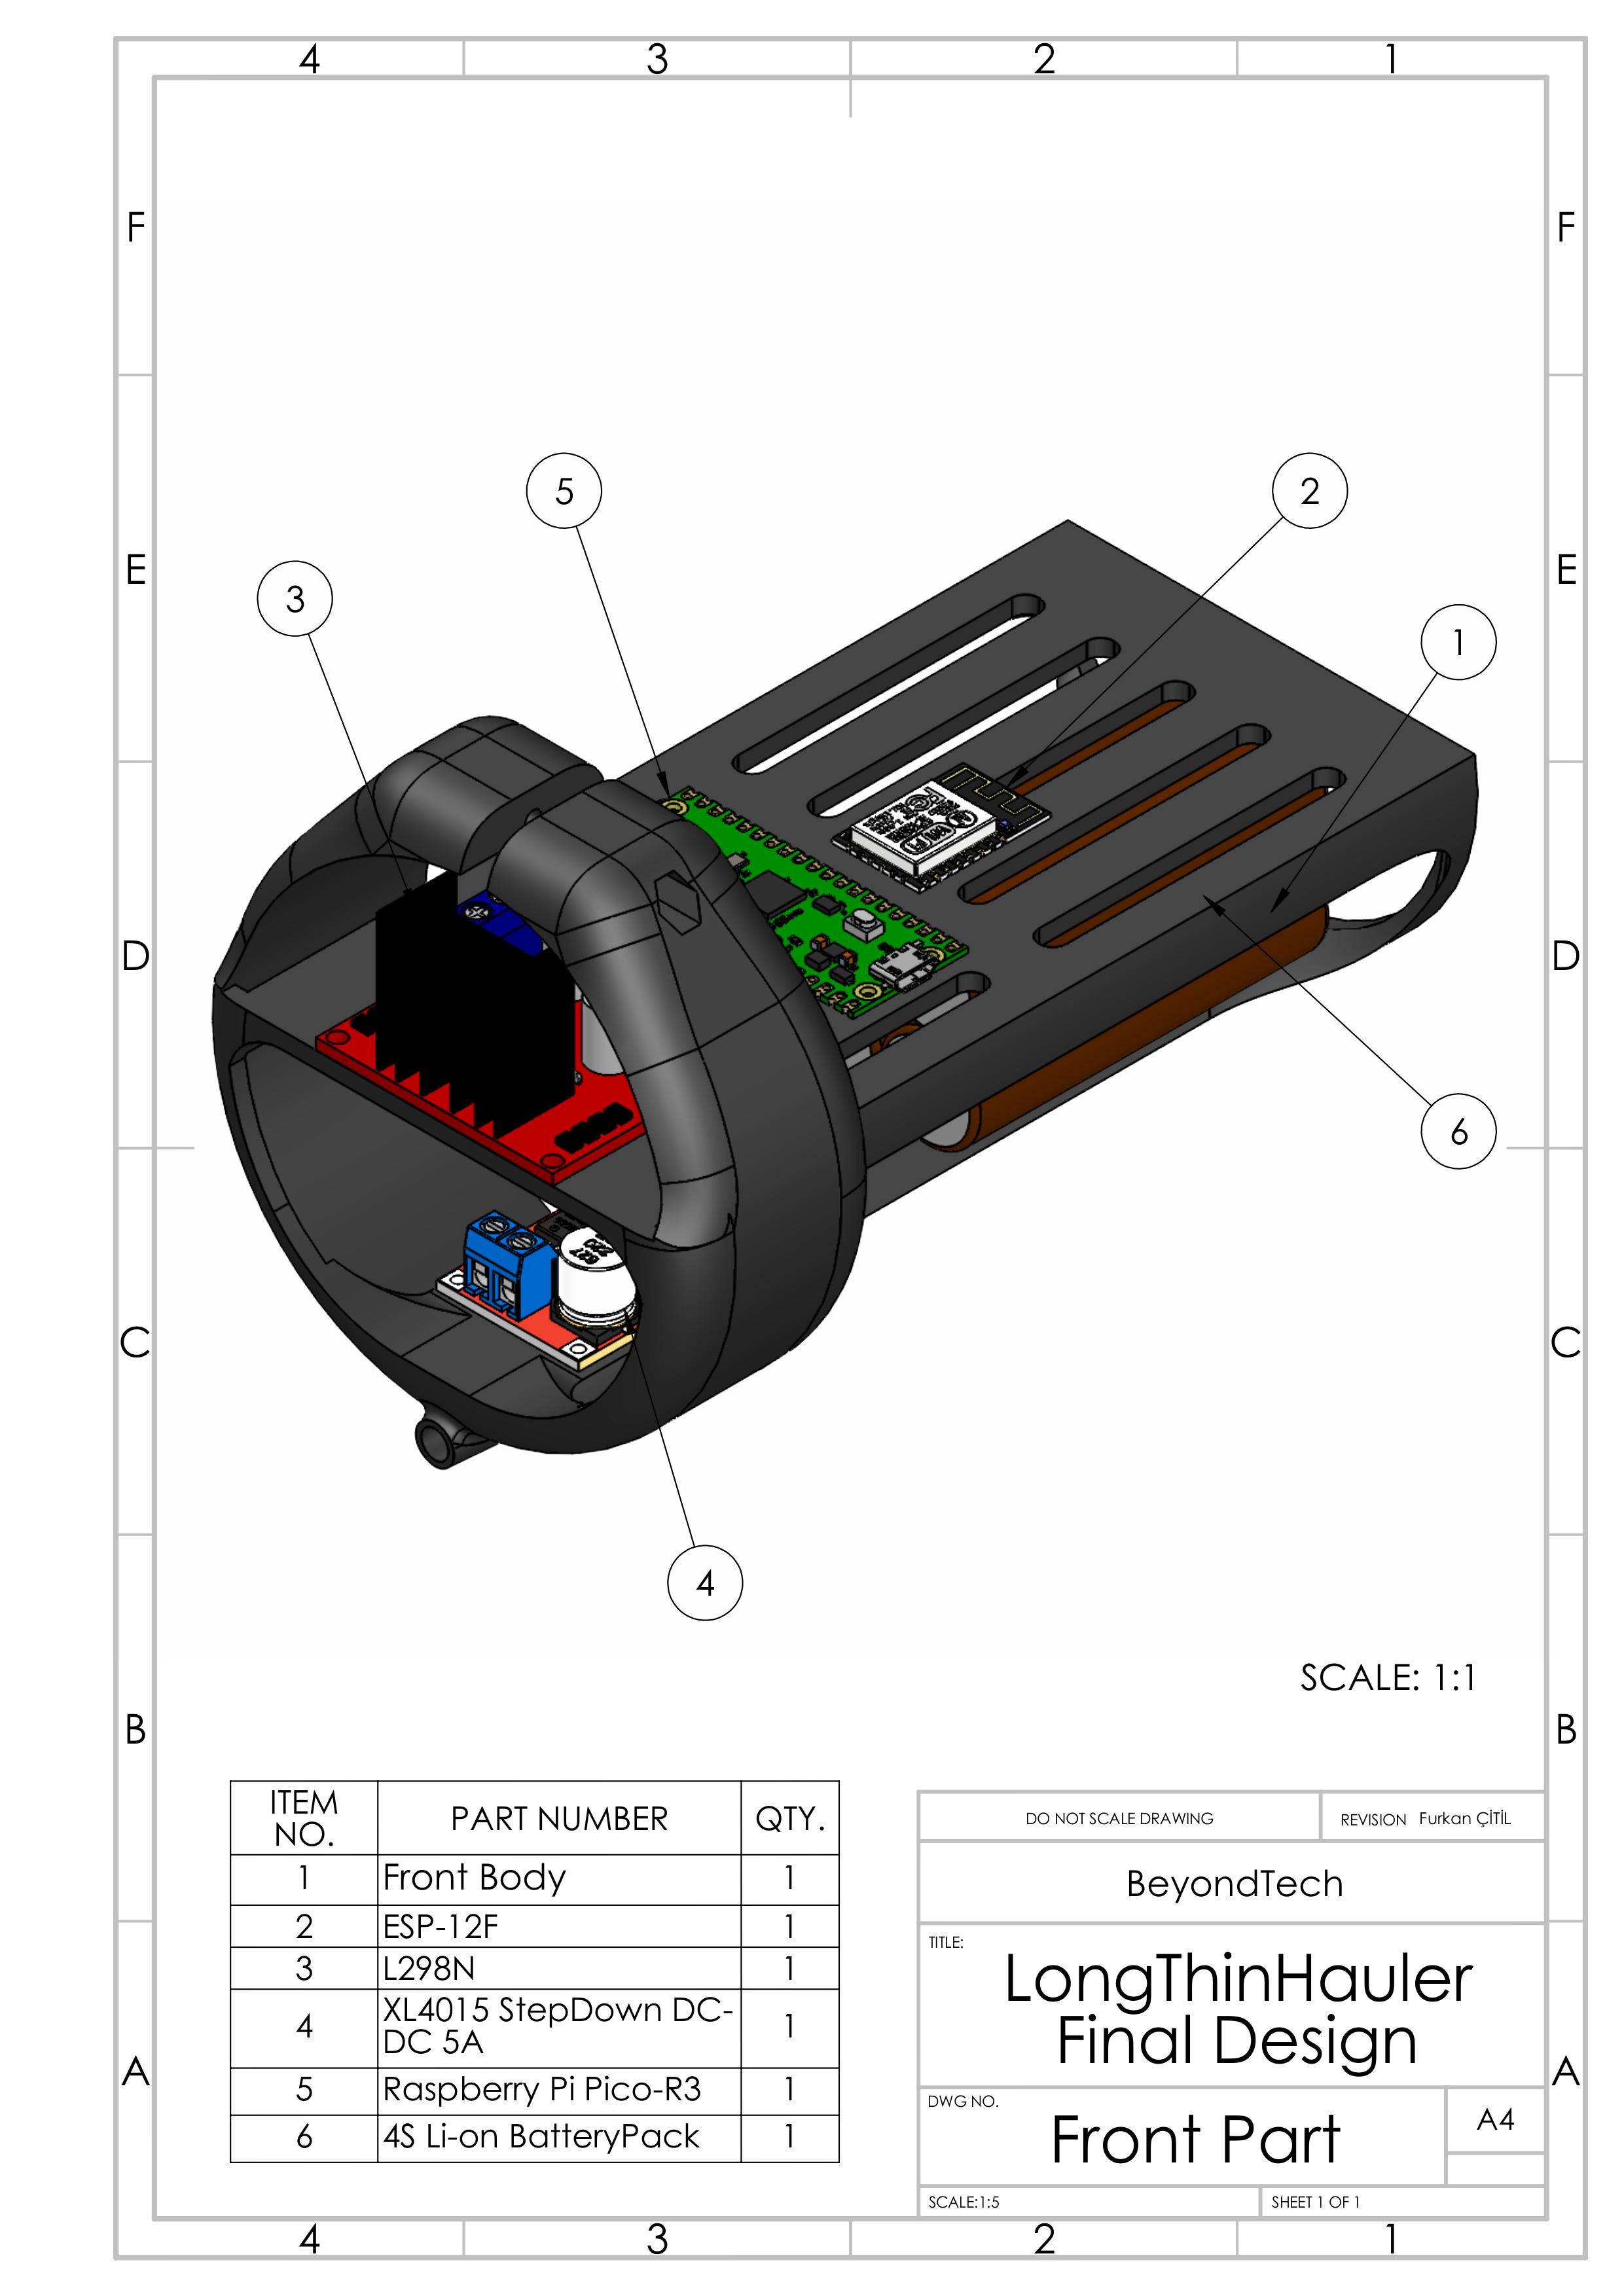 4 3 2 1
F F
5 2
E E
3
1
D D
6
C C
4
SCALE: 1:1
B B
ITEM NO. PART NUMBER QTY.
1 Front Body 1
2 ESP-12F 1
3 L298N 1
4 XL4015 StepDown DC-
DC 5A 1
5 Raspberry Pi Pico-R3 1
6 4S Li-on BatteryPack 1
DO NOT SCALE DRAWING REVISION Furkan ÇİTİL
BeyondTech
TITLE:
LongThinHauler
Final Design
A A
DWG NO.
Front Part A4
SCALE:1:5 SHEET 1 OF 1
4 3 2 1